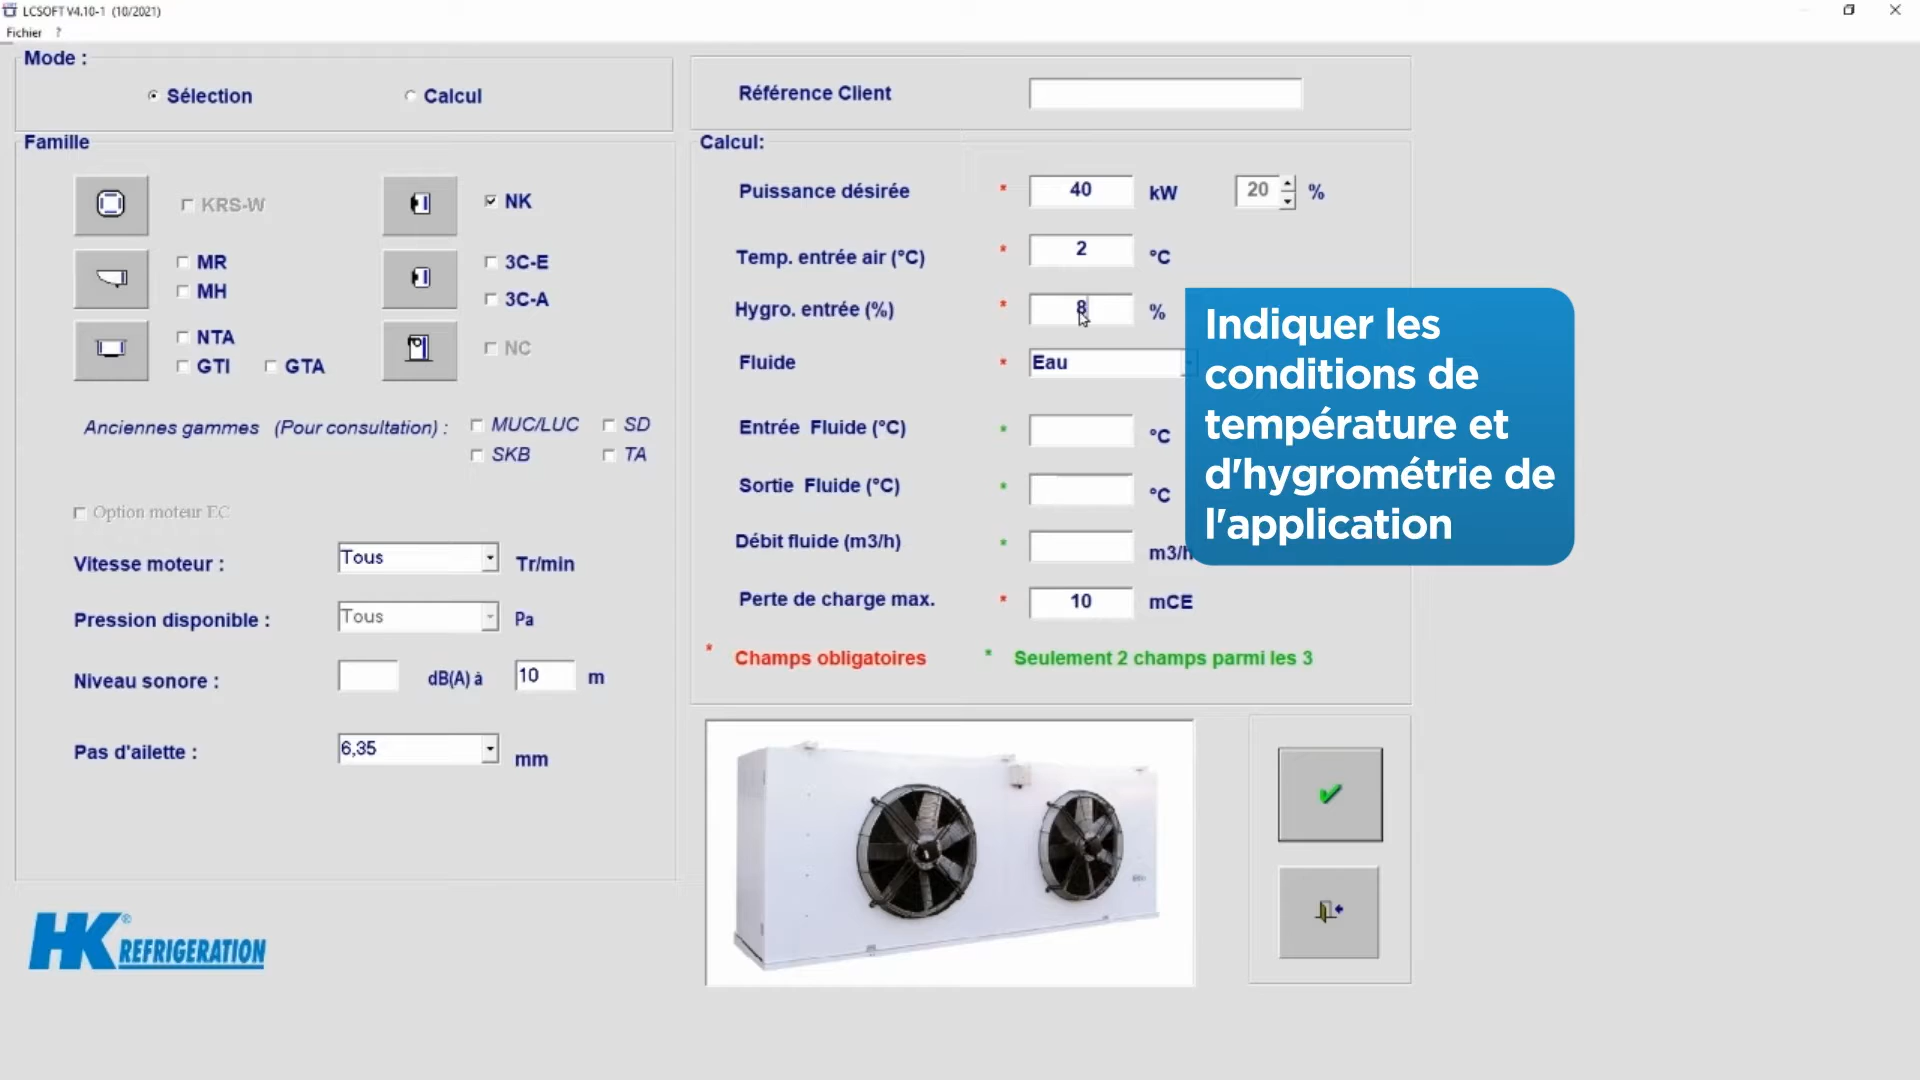 LCSOFT V4.10-1 (10/2021)
Fichier ?
Mode :
Sélection
Calcul
Référence Client
Famille
KRS-W
NK
MR
MH
3C-E
3C-A
NTA
GTI
GTA
NC
Anciennes gammes (Pour consultation) :
MUC/LUC
SD
SKB
TA
Option moteur EC
Vitesse moteur :
Tous
Tr/min
Pression disponible :
Tous
Pa
Niveau sonore :
dB(A) à
10
m
Pas d'ailette :
6,35
mm
Calcul:
Puissance désirée
*
40
kW
20
%
Temp. entrée air (°C)
*
2
°C
Hygro. entrée (%)
*
8
%
Fluide
*
Eau
Entrée Fluide (°C)
*
°C
Sortie Fluide (°C)
*
°C
Débit fluide (m3/h)
*
m3/h
Perte de charge max.
*
10
mCE
* Champs obligatoires
* Seulement 2 champs parmi les 3
Indiquer les
conditions de
température et
d'hygrométrie de
l'application
HK®
REFRIGERATION